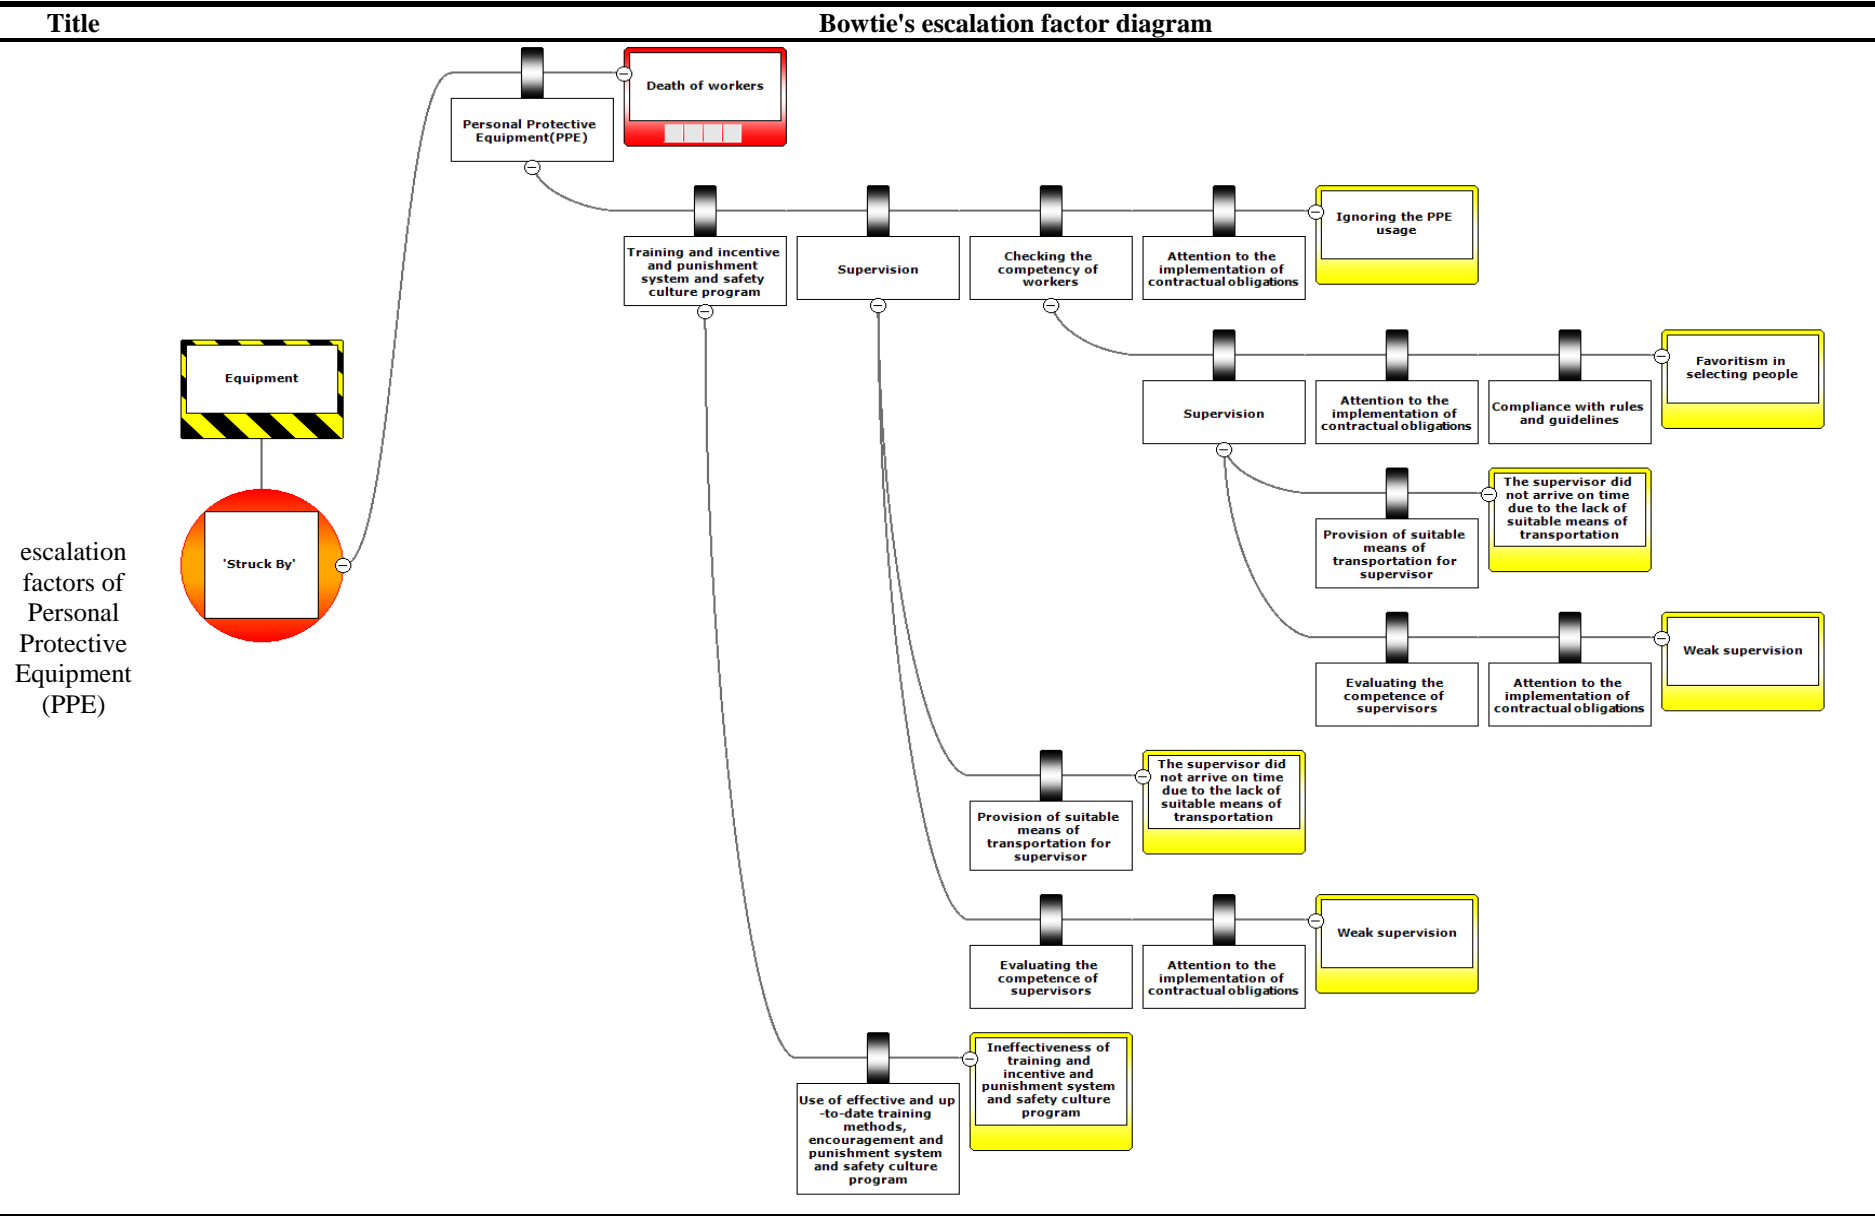 Title
Bowtie's escalation factor diagram
Death of workers
Personal Protective
Equipment(PPE)
Ignoring the PPE
usage
Training and incentive
and punishment
system and safety
culture program
Supervision
Checking the
competency of
workers
Attention to the
implementation of
contractual obligations
Favoritism in
selecting people
Equipment
Supervision
Attention to the
implementation of
contractual obligations
Compliance with rules
and guidelines
The supervisor did
not arrive on time
due to the lack of
suitable means of
transportation
Provision of suitable
means of
transportation for
supervisor
'Struck By'
escalation
factors of
Personal
Protective
Equipment
(PPE)
Weak supervision
Evaluating the
competence of
supervisors
Attention to the
implementation of
contractual obligations
The supervisor did
not arrive on time
due to the lack of
suitable means of
transportation
Provision of suitable
means of
transportation for
supervisor
Weak supervision
Evaluating the
competence of
supervisors
Attention to the
implementation of
contractual obligations
Ineffectiveness of
training and
incentive and
punishment system
and safety culture
program
Use of effective and up
-to-date training
methods,
encouragement and
punishment system
and safety culture
program